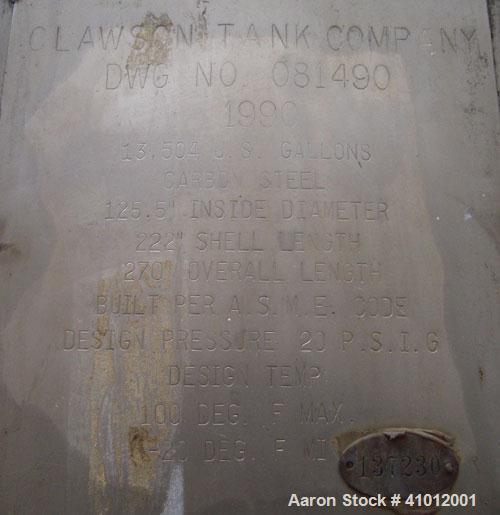 CLAWSON TANK COMPANY
DWG NO. 081490
1990
13,504 U.S. GALLONS
CARBON STEEL
125.5" INSIDE DIAMETER
222" SHELL LENGTH
270" OVERALL LENGTH
BUILT PER A.S.M.E. CODE
DESIGN PRESSURE 20 P.S.I.G
DESIGN TEMP.
100 DEG. F MAX.
-20 DEG. F MI
137230
Aaron Stock # 41012001